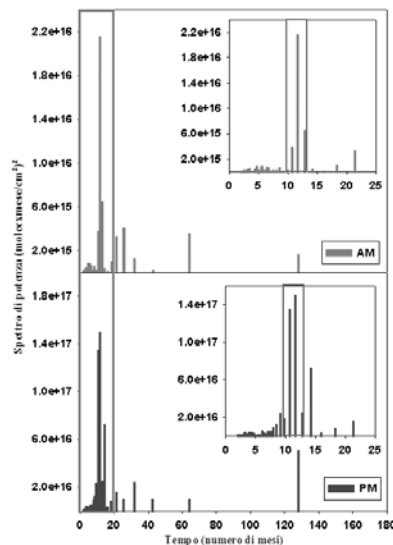 Spettro di potenza (molecxmese/cm²)²
2.2e+16
1.8e+16
1.4e+16
1.0e+16
6.0e+15
2.0e+15
2.2e+16
1.8e+16
1.4e+16
1.0e+16
6.0e+15
2.0e+15
0 5 10 15 20 25
AM
1.8e+17
1.4e+17
1.0e+17
6.0e+16
2.0e+16
1.4e+17
1.0e+17
6.0e+16
2.0e+16
0 5 10 15 20 25
PM
0 20 40 60 80 100 120 140 160 180
Tempo (numero di mesi)